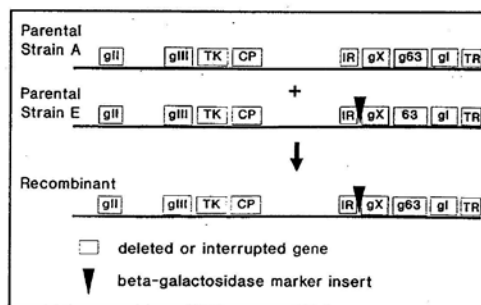 Parental
Strain A
gII gIII TK CP IR gX g63 gI TR
+
Parental
Strain E
gII gIII TK CP IR gX 63 gI TR
Recombinant
gII gIII TK CP IR gX g63 gI TR
deleted or interrupted gene
beta-galactosidase marker insert